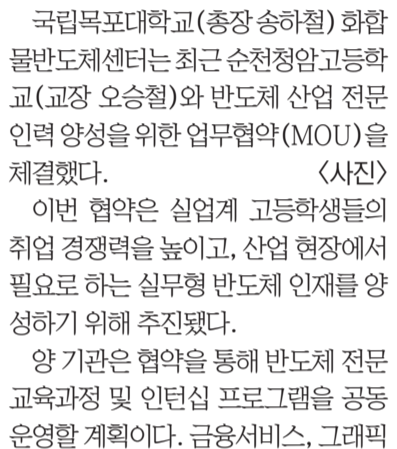 국립목포대학교(총장 송하철) 화합
물반도체센터는 최근 순천청암고등학
교(교장 오승철)와 반도체 산업 전문
인력 양성을 위한 업무협약(MOU)을
체결했다. <사진>
이번 협약은 실업계 고등학생들의
취업 경쟁력을 높이고, 산업 현장에서
필요로 하는 실무형 반도체 인재를 양
성하기 위해 추진됐다.
양 기관은 협약을 통해 반도체 전문
교육과정 및 인턴십 프로그램을 공동
운영할 계획이다. 금융서비스, 그래픽